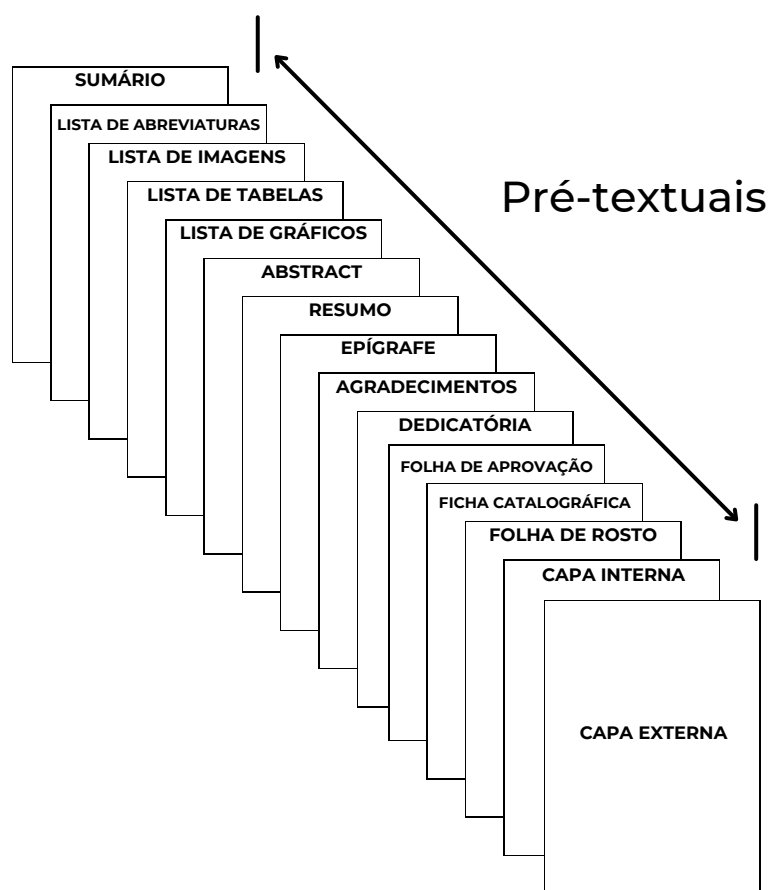 SUMÁRIO
LISTA DE ABREVIATURAS
LISTA DE IMAGENS
Pré-textuais
LISTA DE TABELAS
LISTA DE GRÁFICOS
ABSTRACT
RESUMO
EPÍGRAFE
AGRADECIMENTOS
DEDICATÓRIA
FOLHA DE APROVAÇÃO
FICHA CATALOGRÁFICA
FOLHA DE ROSTO
CAPA INTERNA
CAPA EXTERNA